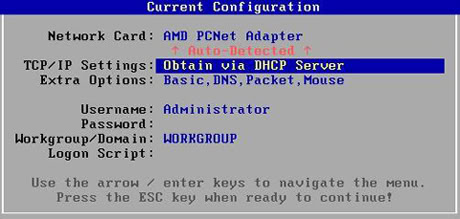 Current Configuration
Network Card: AMD PCNet Adapter
↑ Auto-Detected ↑
TCP/IP Settings: Obtain via DHCP Server
Extra Options: Basic,DNS,Packet,Mouse
Username: Administrator
Password:
Workgroup/Domain: WORKGROUP
Logon Script:
Use the arrow / enter keys to navigate the menu.
Press the ESC key when ready to continue!